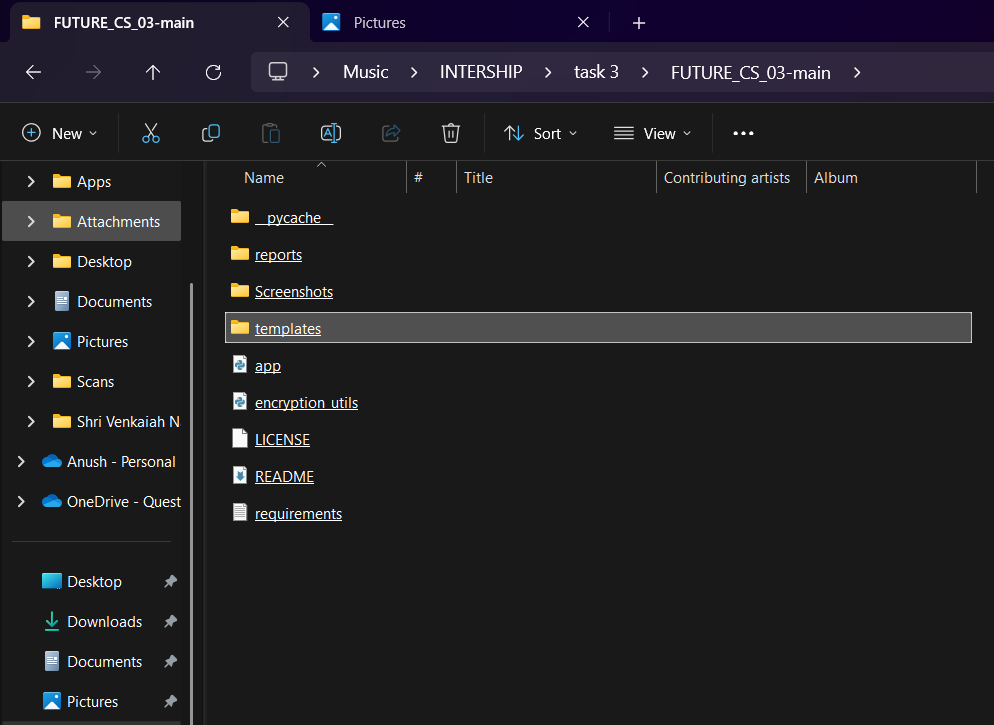 FUTURE_CS_03-main
Pictures
Music > INTERSHIP > task 3 > FUTURE_CS_03-main >
New
Sort
View
Apps
Attachments
Desktop
Documents
Pictures
Scans
Shri Venkaiah N
Anush - Personal
OneDrive - Quest
Desktop
Downloads
Documents
Pictures
Name # Title Contributing artists Album
__pycache__
reports
Screenshots
templates
app
encryption_utils
LICENSE
README
requirements